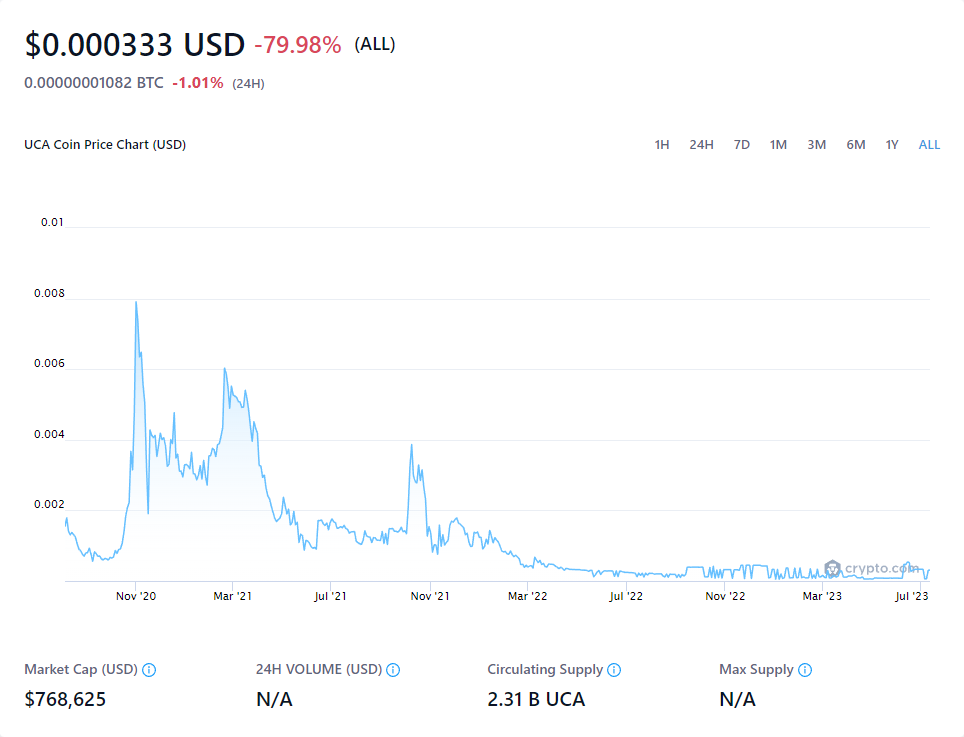 $0.000333 USD -79.98% (ALL)
0.00000001082 BTC -1.01% (24H)
UCA Coin Price Chart (USD) 1H 24H 7D 1M 3M 6M 1Y ALL
0.01
0.008
0.006
0.004
0.002
crypto.com
Nov '20 Mar '21 Jul '21 Nov '21 Mar '22 Jul '22 Nov '22 Mar '23 Jul '23
Market Cap (USD) 24H VOLUME (USD) Circulating Supply Max Supply
$768,625 N/A 2.31 B UCA N/A